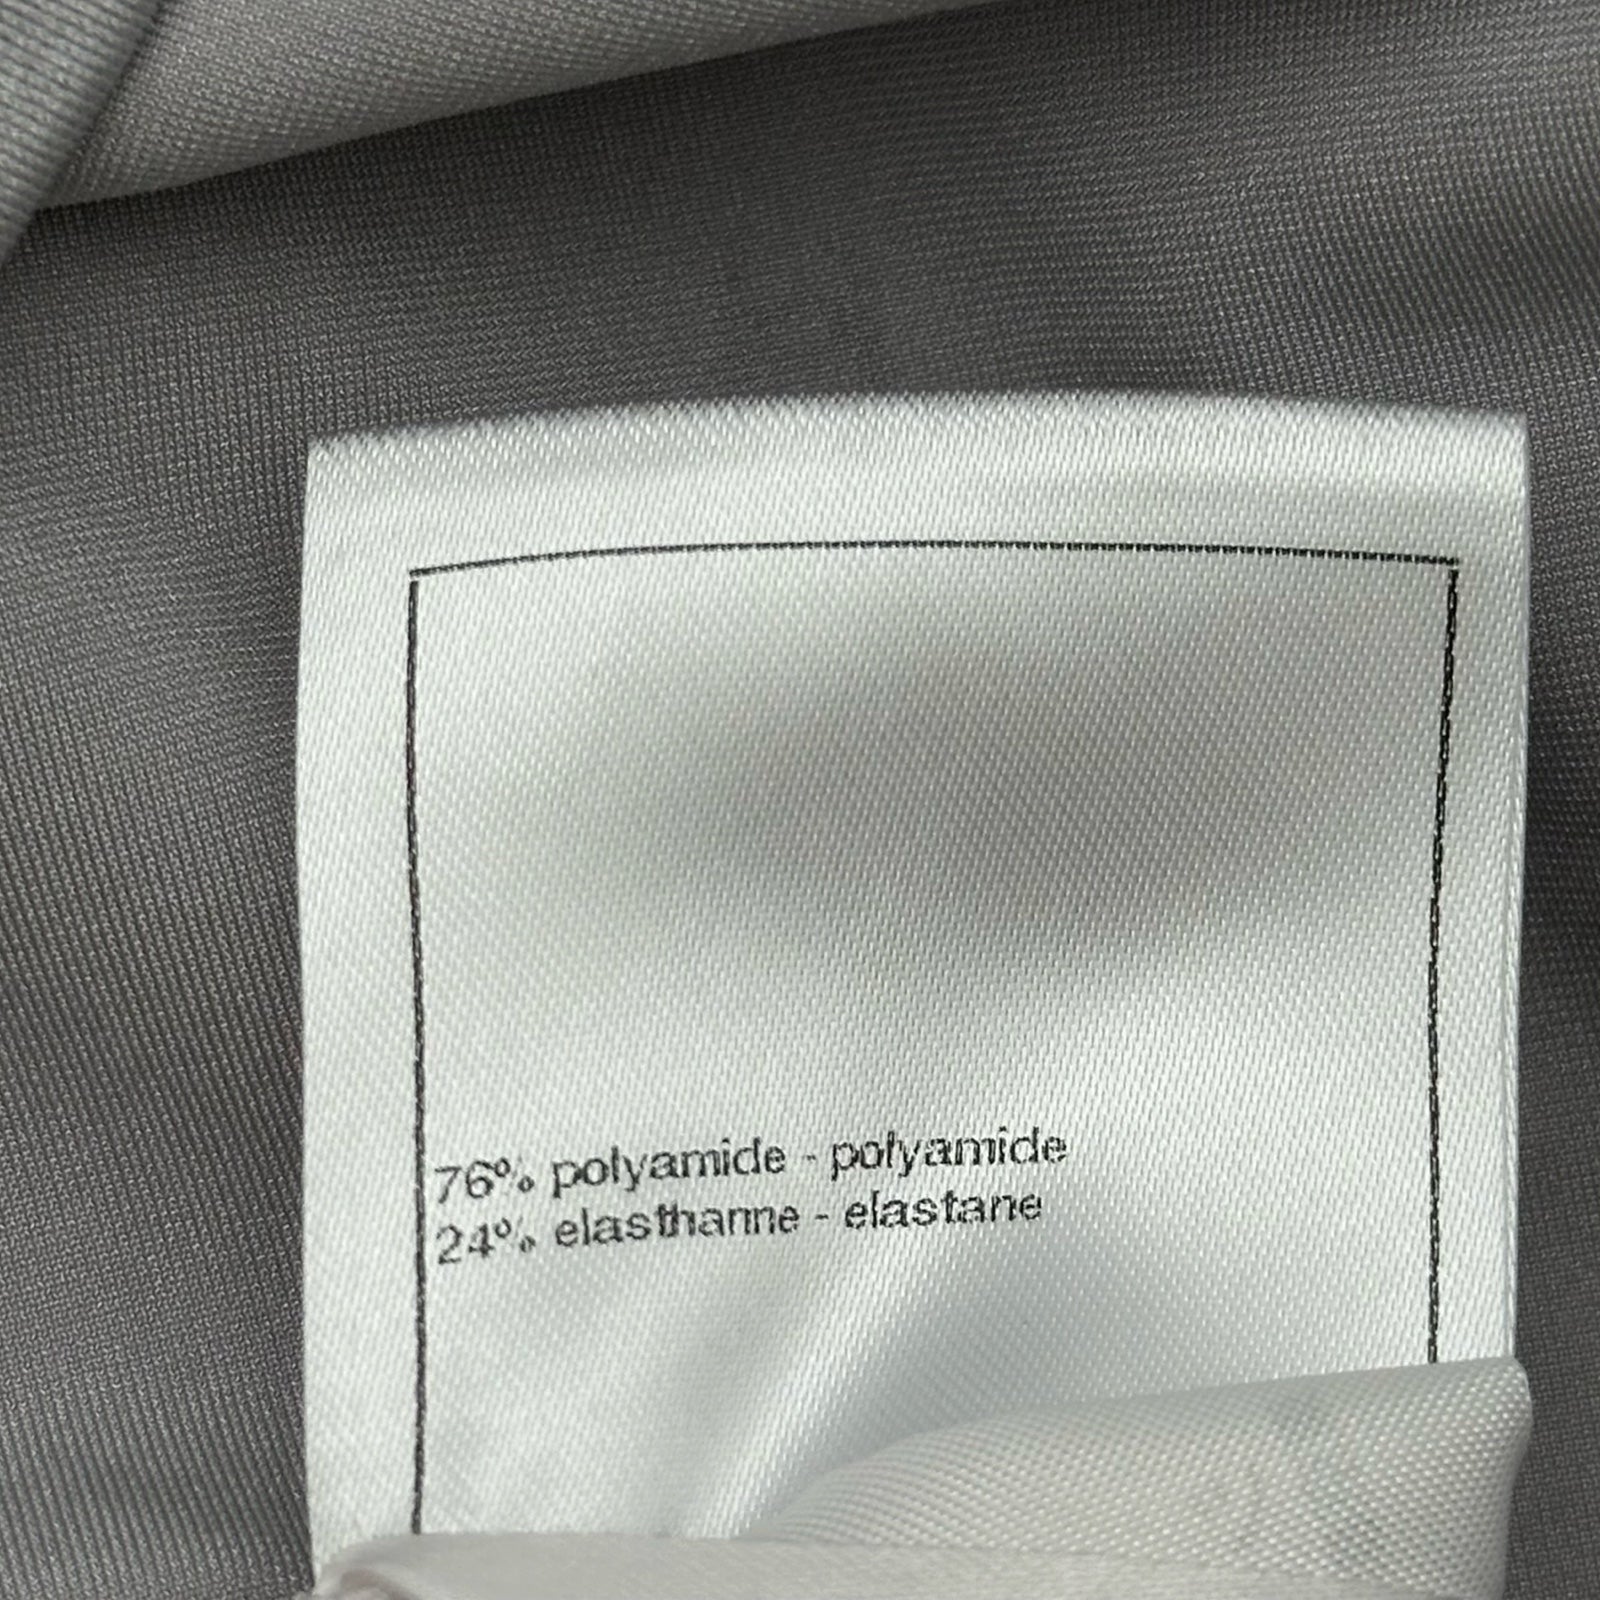 76% polyamide - polyamide
24% elasthanne - elastane